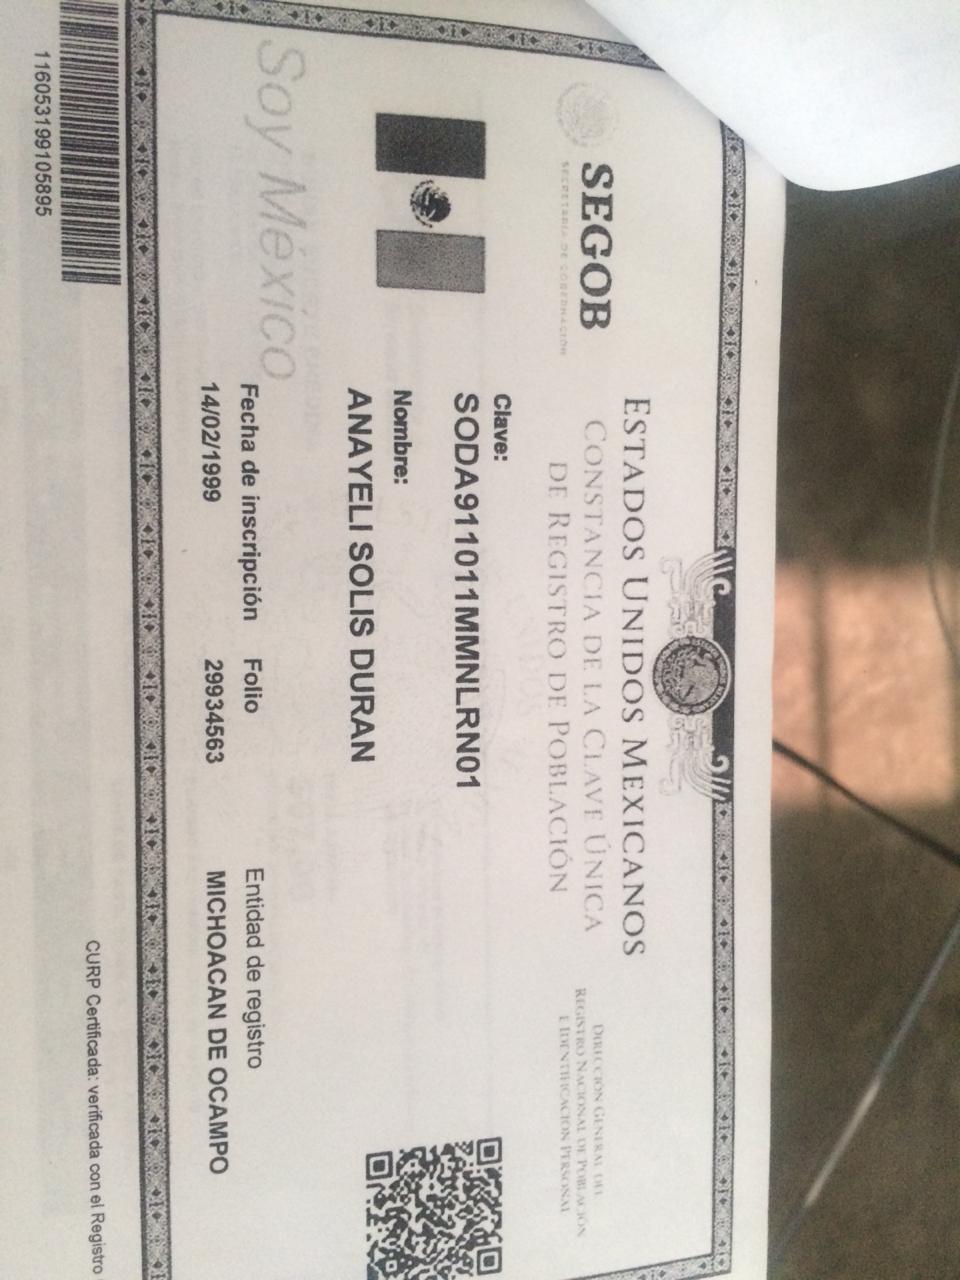 ESTADOS UNIDOS MEXICANOS
CONSTANCIA DE LA CLAVE ÚNICA
DE REGISTRO DE POBLACIÓN
SEGOB
SECRETARÍA DE GOBERNACIÓN
DIRECCIÓN GENERAL DEL
REGISTRO NACIONAL DE POBLACIÓN
E IDENTIFICACIÓN PERSONAL
Clave:
SODA911011MMNLRN01
Nombre:
ANAYELI SOLIS DURAN
Soy México
Fecha de inscripción Folio Entidad de registro
14/02/1999 29934563 MICHOACAN DE OCAMPO
116053199105895
CURP Certificada: verificada con el Registro